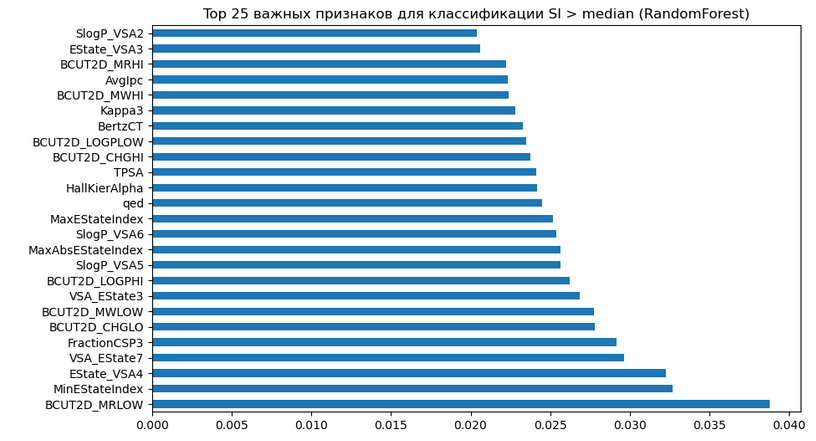 Top 25 важных признаков для классификации SI > median (RandomForest)
SlogP_VSA2
EState_VSA3
BCUT2D_MRHI
AvgIpc
BCUT2D_MWHI
Kappa3
BertzCT
BCUT2D_LOGPLOW
BCUT2D_CHGHI
TPSA
HallKierAlpha
qed
MaxEStateIndex
SlogP_VSA6
MaxAbsEStateIndex
SlogP_VSA5
BCUT2D_LOGPHI
VSA_EState3
BCUT2D_MWLOW
BCUT2D_CHGLO
FractionCSP3
VSA_EState7
EState_VSA4
MinEStateIndex
BCUT2D_MRLOW
0.000 0.005 0.010 0.015 0.020 0.025 0.030 0.035 0.040